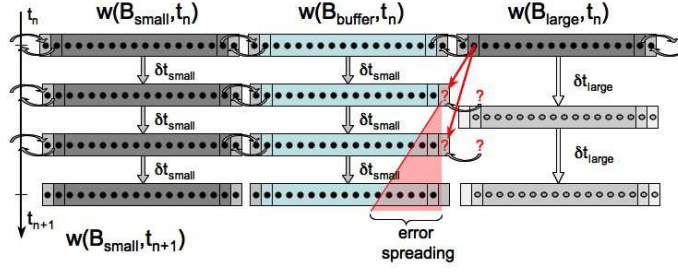 t_n w(B_small,t_n) w(B_buffer,t_n) w(B_large,t_n)
δt_small δt_small δt_large
? ?
δt_small δt_small
? ? δt_large
δt_small δt_small
t_n+1
w(B_small,t_n+1) error
spreading